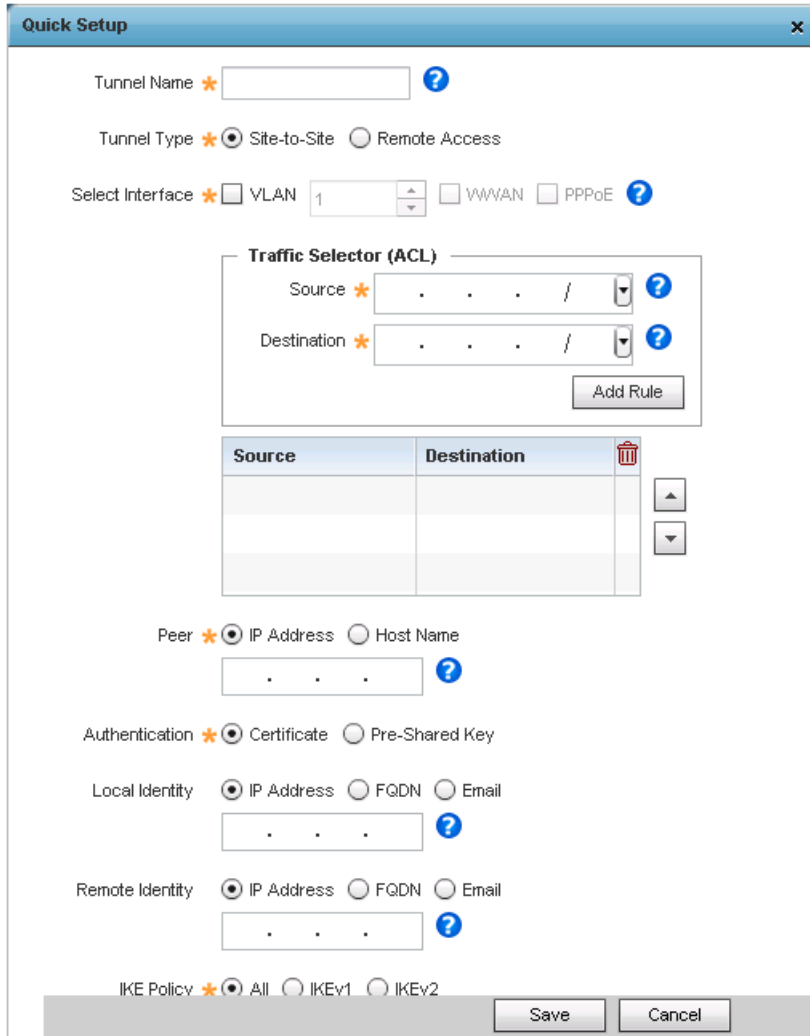 Quick Setup
Tunnel Name *
Tunnel Type * Site-to-Site Remote Access
Select Interface * VLAN 1 WWAN PPPoE
Traffic Selector (ACL)
Source * . . . /
Destination * . . . /
Add Rule
Source Destination
Peer * IP Address Host Name
. . .
Authentication * Certificate Pre-Shared Key
Local Identity IP Address FQDN Email
. . .
Remote Identity IP Address FQDN Email
. . .
IKE Policy * All IKEv1 IKEv2
Save Cancel